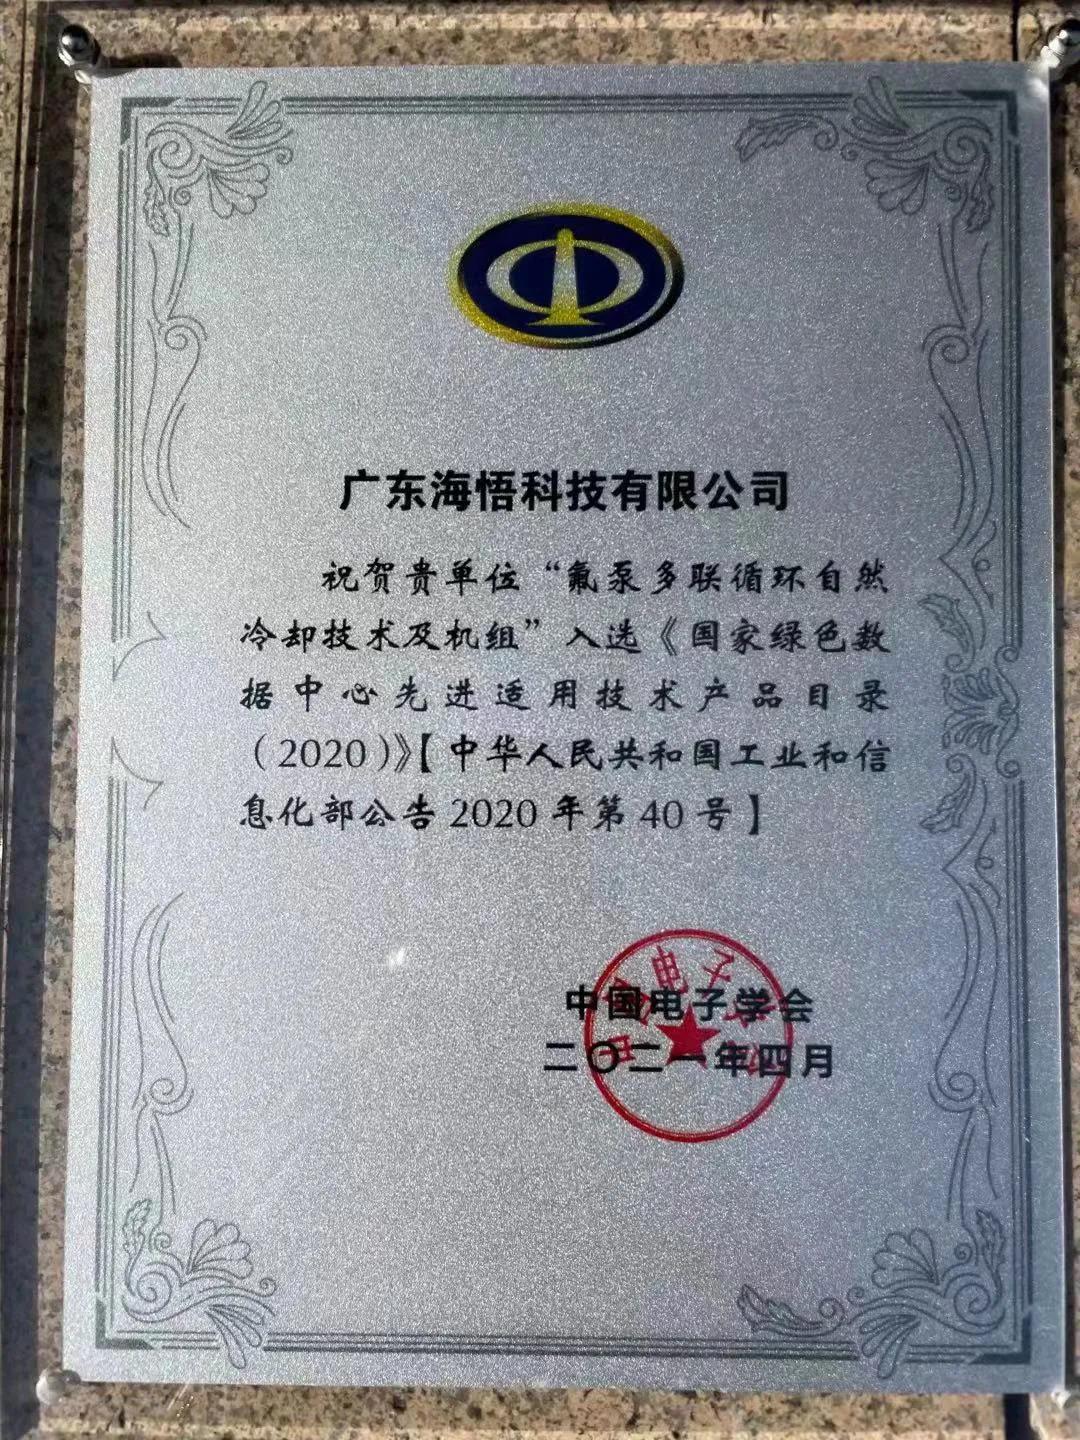 广东海悟科技有限公司
祝贺贵单位“氟泵多联循环自然
冷却技术及机组”入选《国家绿色数
据中心先进适用技术产品目录
(2020)》【中华人民共和国工业和信
息化部公告2020年第40号】
中国电子学会
二〇二一年四月